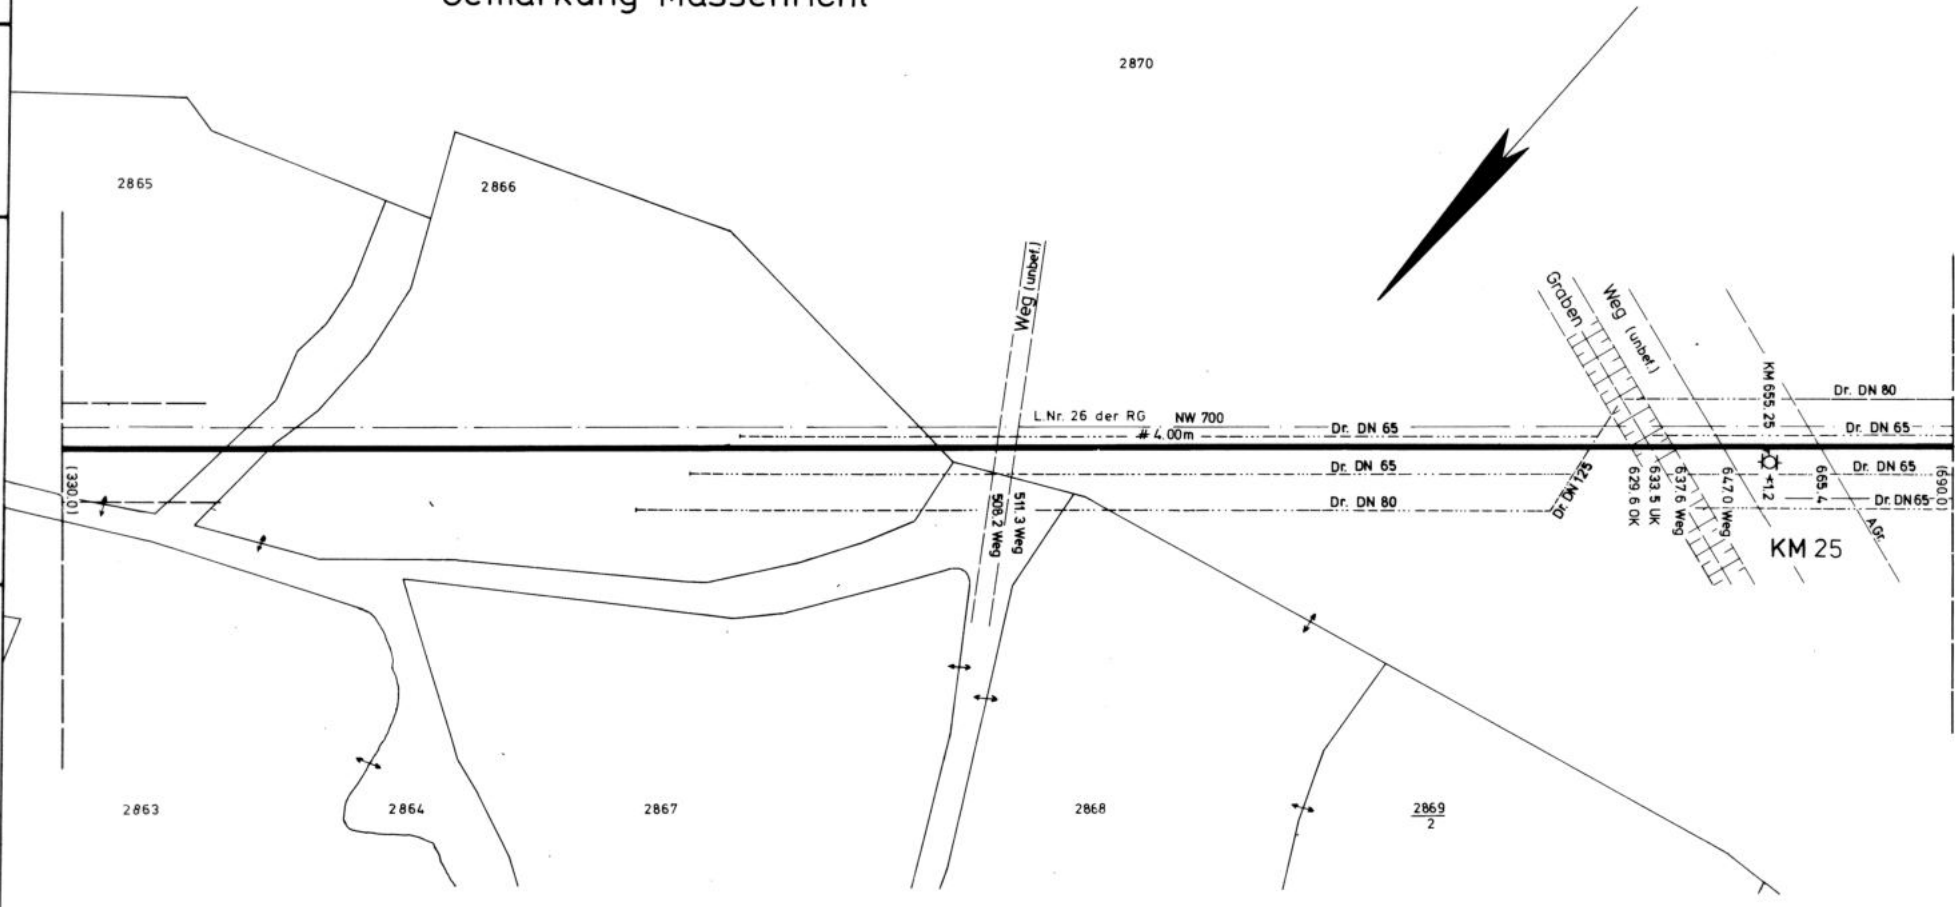 2870
2865
2866
Weg (unbef.)
Graben
Weg (unbef.)
KM 655.25
Dr. DN 80
L.Nr. 26 der RG NW 700
# 4.00m
Dr. DN 65
Dr. DN 65
(330.0)
Dr. DN 65
Dr. DN 65
Dr. DN 80
Dr. DN 65
508.2 Weg
511.3 Weg
Dr. DN 125
629.6 OK
633.5 UK
637.6 Weg
647.0 Weg
665.4
A.Gr.
(690.0)
KM 25
2863
2864
2867
2868
2869
2